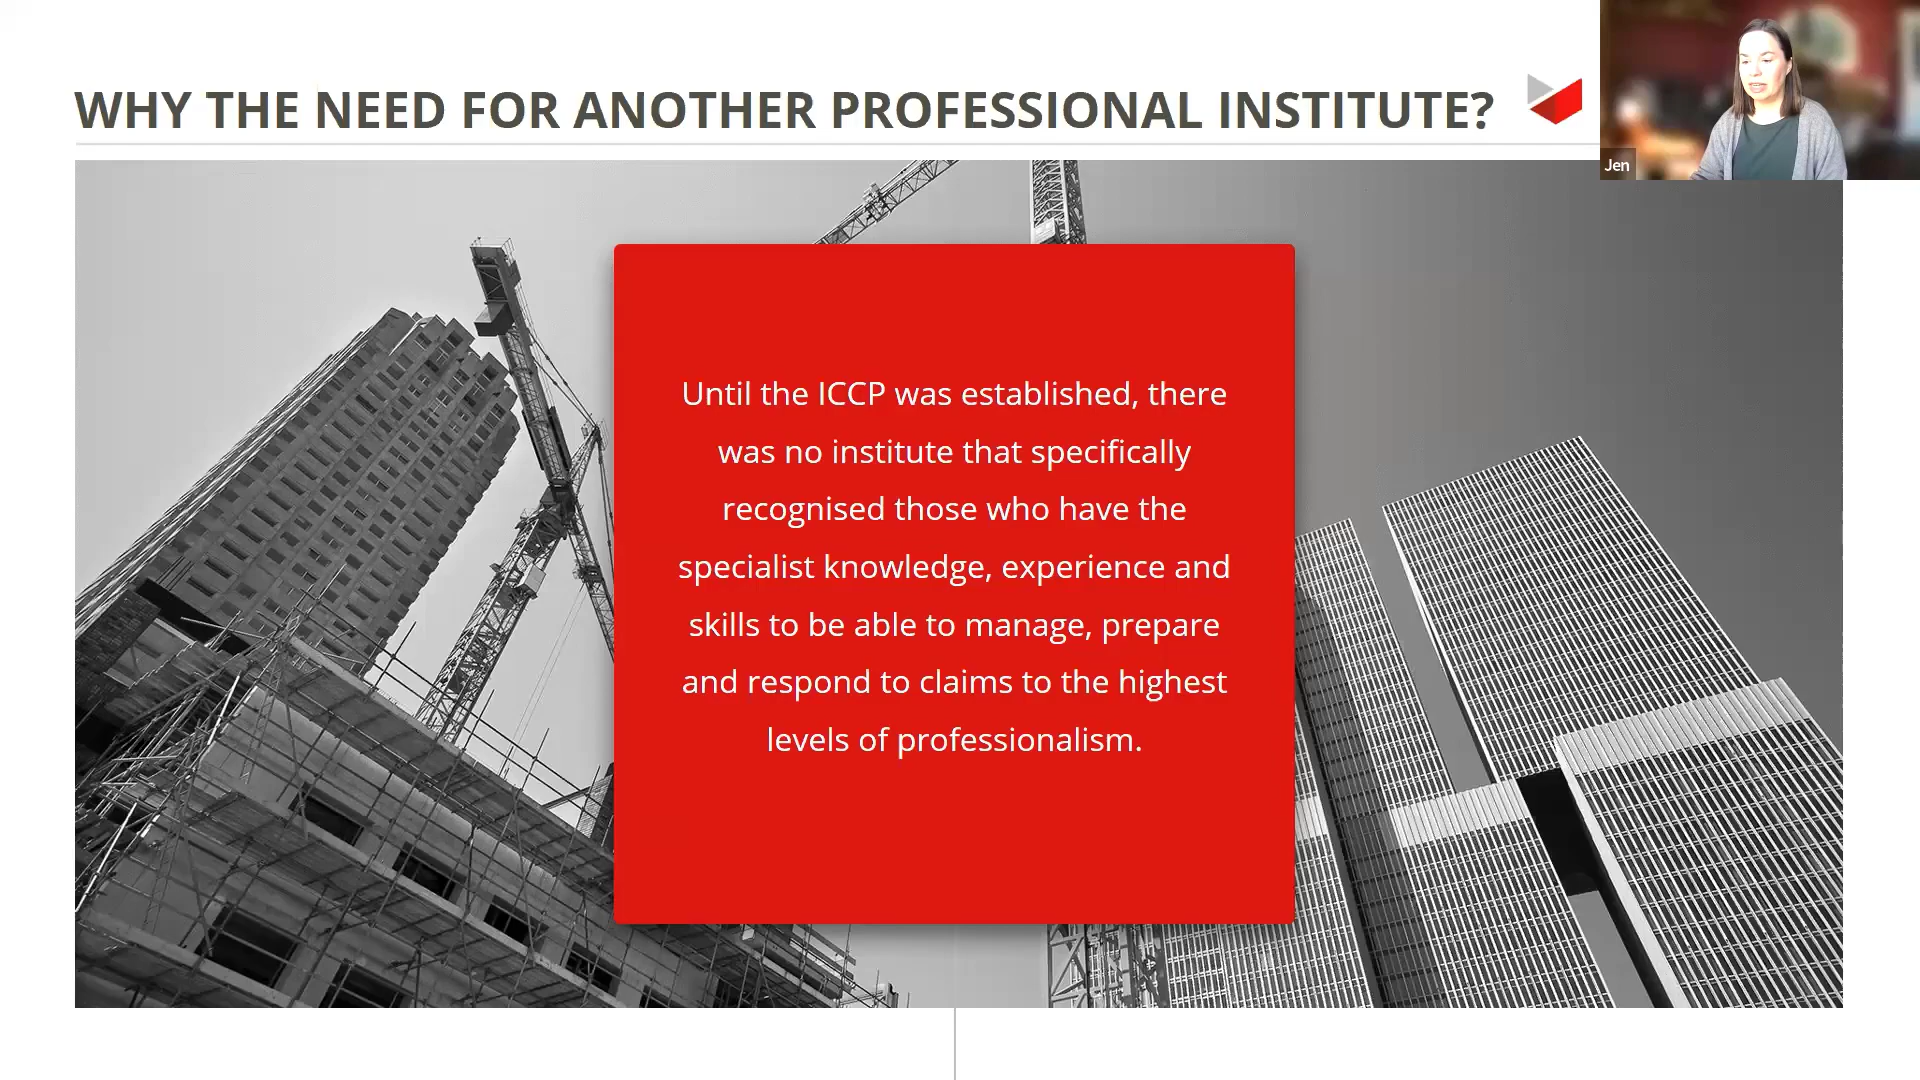 WHY THE NEED FOR ANOTHER PROFESSIONAL INSTITUTE?
Jen
Until the ICCP was established, there
was no institute that specifically
recognised those who have the
specialist knowledge, experience and
skills to be able to manage, prepare
and respond to claims to the highest
levels of professionalism.